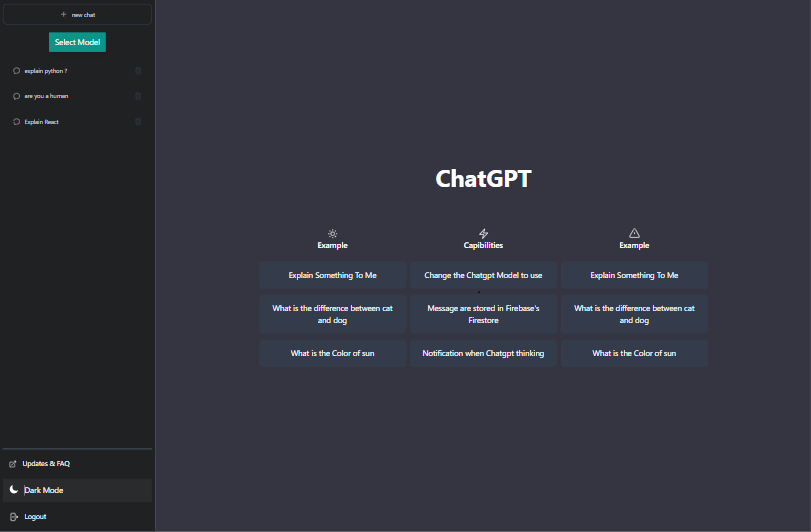 new chat
Select Model
explain python ?
are you a human
Explain React
Updates & FAQ
Dark Mode
Logout
ChatGPT
Example
Explain Something To Me
What is the difference between cat
and dog
What is the Color of sun
Capibilities
Change the Chatgpt Model to use
Message are stored in Firebase's
Firestore
Notification when Chatgpt thinking
Example
Explain Something To Me
What is the difference between cat
and dog
What is the Color of sun